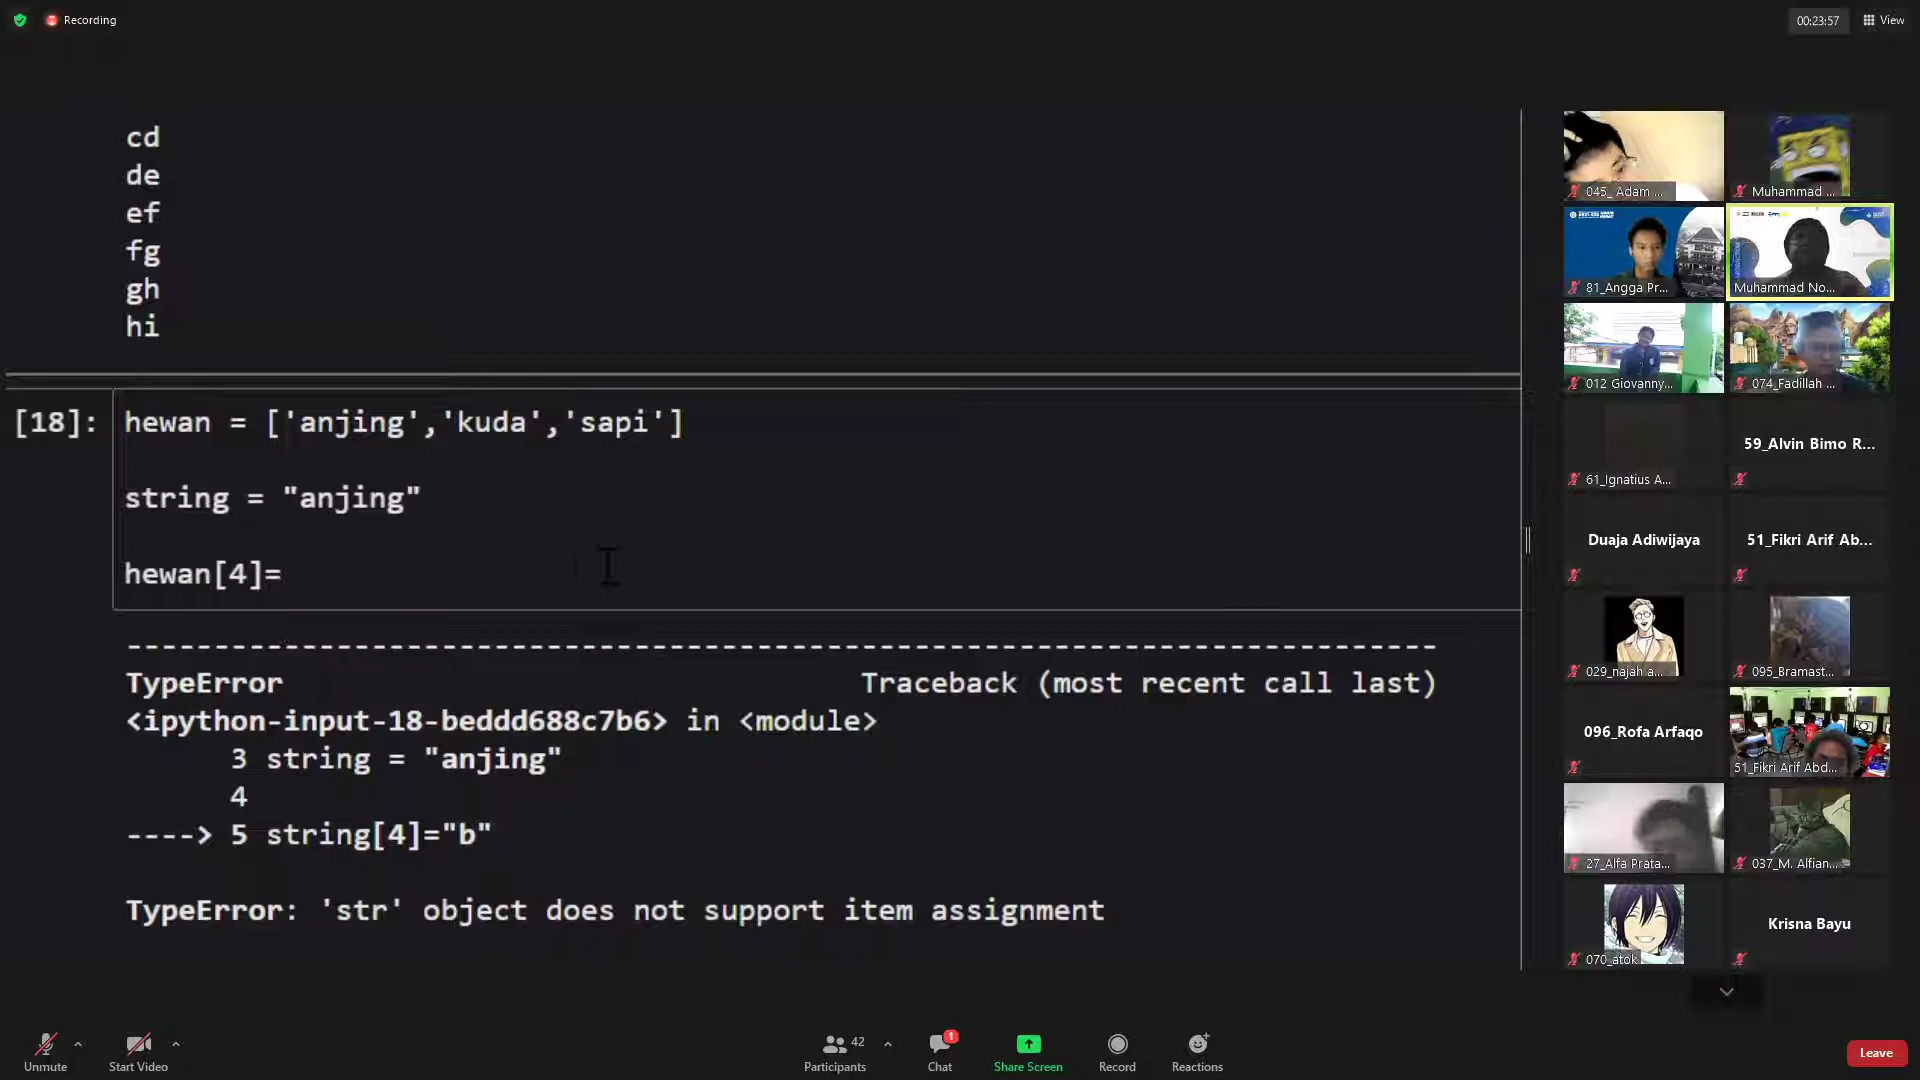 Recording
00:23:57
View
cd
de
ef
fg
gh
hi
[18]:
hewan = ['anjing','kuda','sapi']
string = "anjing"
hewan[4]=
---------------------------------------------------------------------------
TypeError Traceback (most recent call last)
<ipython-input-18-beddd688c7b6> in <module>
3 string = "anjing"
4
----> 5 string[4]="b"
TypeError: 'str' object does not support item assignment
045_ Adam ...
Muhammad ...
81_Angga Pr...
Muhammad No...
012 Giovanny...
074_Fadillah ...
61_Ignatius A...
59_Alvin Bimo R...
Duaja Adiwijaya
51_Fikri Arif Ab...
029_najah a...
095_Bramast...
096_Rofa Arfaqo
51_Fikri Arif Abd...
27_Alfa Prata...
037_M. Alfian...
070_atok
Krisna Bayu
Unmute
Start Video
42
Participants
1
Chat
Share Screen
Record
Reactions
Leave